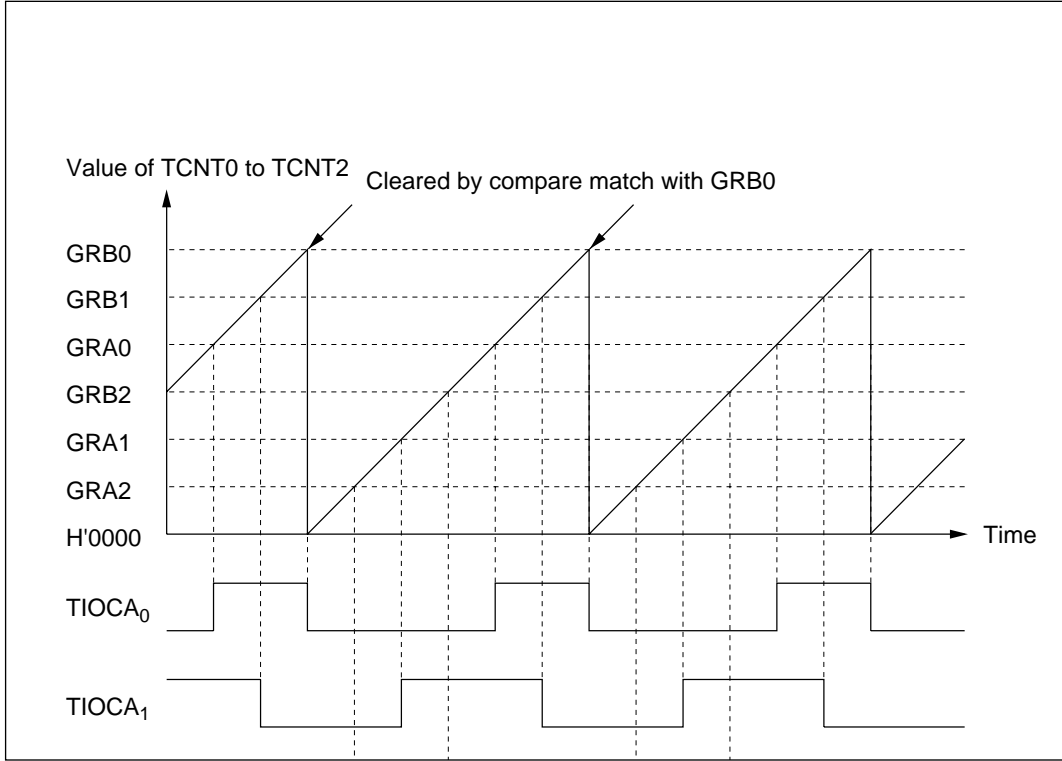 Value of TCNT0 to TCNT2
Cleared by compare match with GRB0
GRB0
GRB1
GRA0
GRB2
GRA1
GRA2
H'0000
Time
TIOCA0
TIOCA1